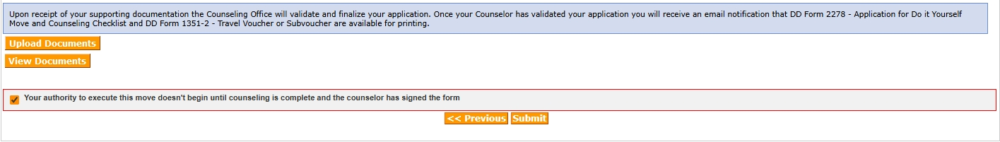 Upon receipt of your supporting documentation the Counseling Office will validate and finalize your application. Once your Counselor has validated your application you will receive an email notification that DD Form 2278 - Application for Do it Yourself
Move and Counseling Checklist and DD Form 1351-2 - Travel Voucher or Subvoucher are available for printing.
Upload Documents
View Documents
Your authority to execute this move doesn't begin until counseling is complete and the counselor has signed the form
<< Previous Submit